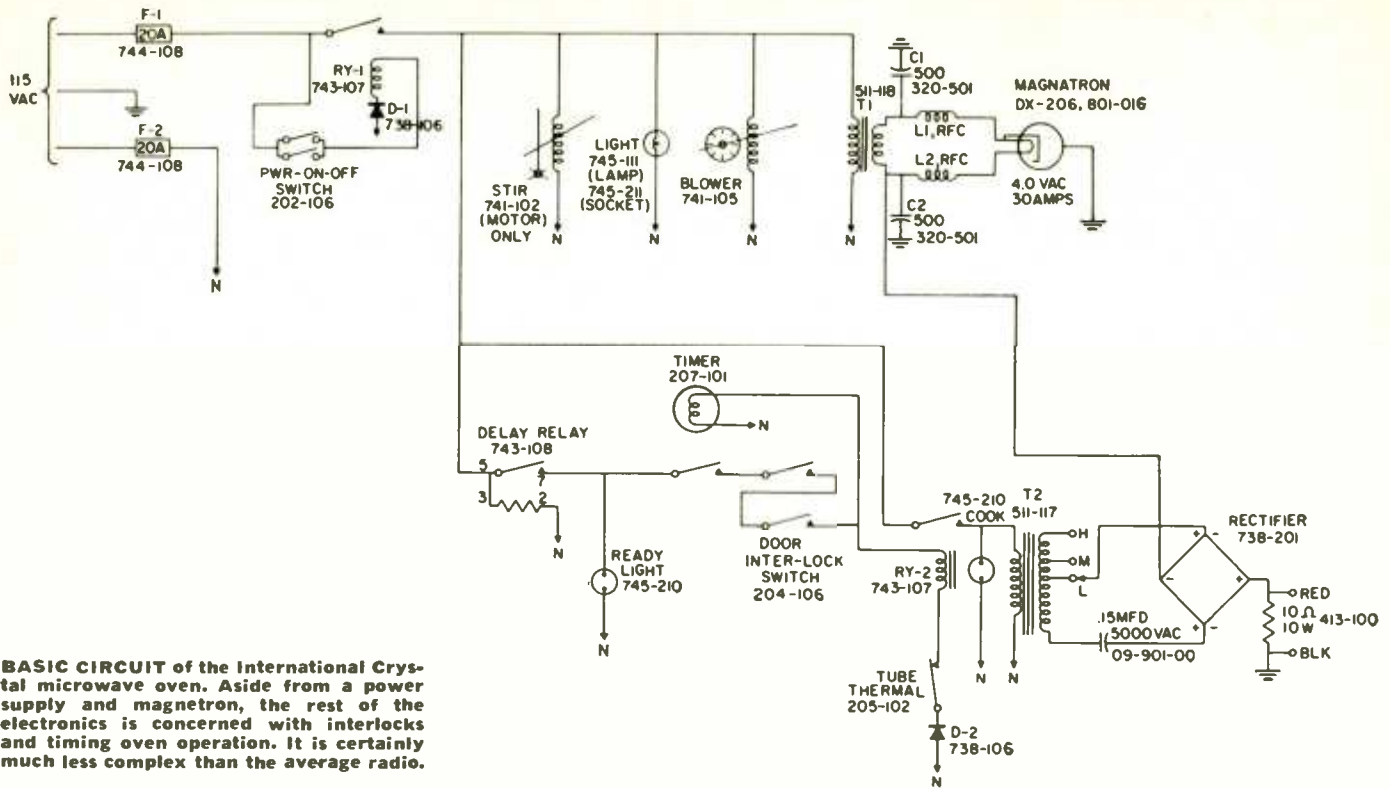 F-1
20A
744-108
115
VAC
F-2
20A
744-108
N
RY-1
743-107
D-1
738-106
PWR-ON-OFF
SWITCH
202-106
STIR
741-102
(MOTOR)
ONLY
N
LIGHT
745-111
(LAMP)
745-211
(SOCKET)
N
BLOWER
741-105
N
511-118
T1
N
C1
500
320-501
L1,RFC
L2,RFC
C2
500
320-501
MAGNATRON
DX-206, 801-016
4.0 VAC
30AMPS
TIMER
207-101
N
DELAY RELAY
743-108
5
7
3
2
N
READY
LIGHT
745-210
N
DOOR
INTER-LOCK
SWITCH
204-106
RY-2
743-107
TUBE
THERMAL
205-102
D-2
738-106
N
745-210
COOK
N
T2
511-117
N
H
M
L
.15MFD
5000VAC
09-901-00
RECTIFIER
738-201
+ -
-
+
+ -
RED
10Ω
10W
413-100
BLK
BASIC CIRCUIT of the International Crys-
tal microwave oven. Aside from a power
supply and magnetron, the rest of the
electronics is concerned with interlocks
and timing oven operation. It is certainly
much less complex than the average radio.